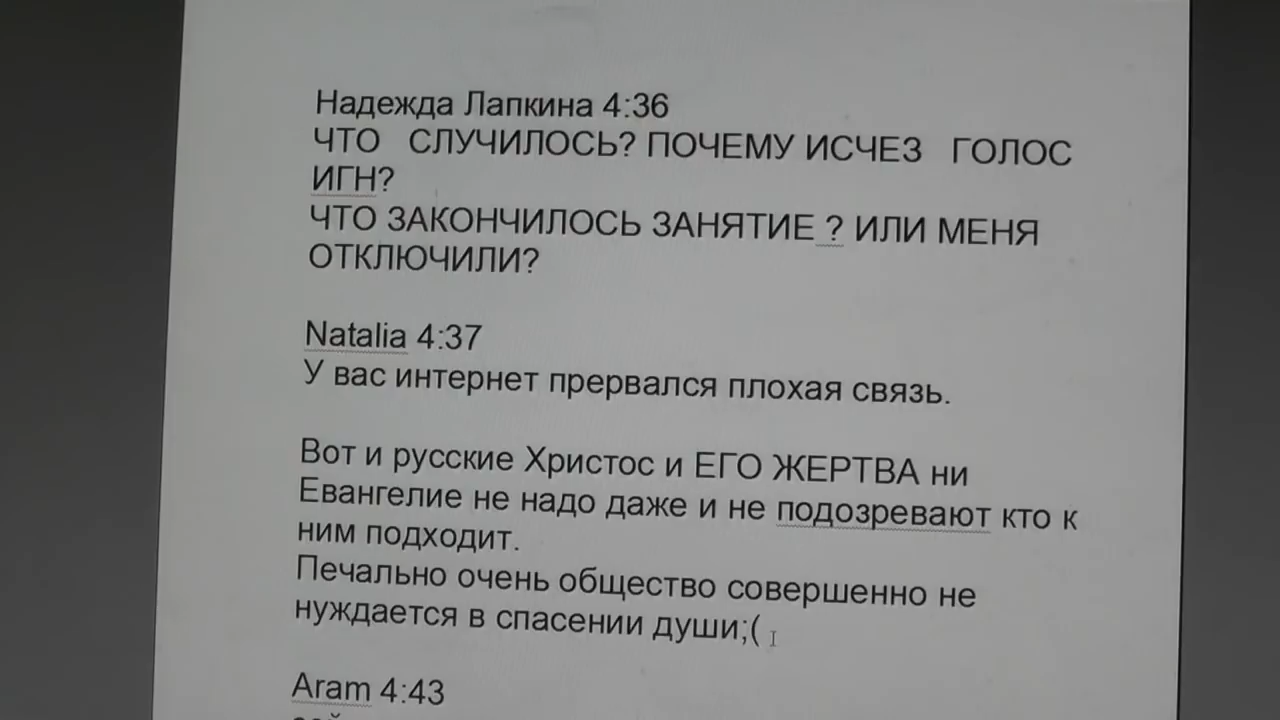 Надежда Лапкина 4:36
ЧТО СЛУЧИЛОСЬ? ПОЧЕМУ ИСЧЕЗ ГОЛОС
ИГН?
ЧТО ЗАКОНЧИЛОСЬ ЗАНЯТИЕ ? ИЛИ МЕНЯ
ОТКЛЮЧИЛИ?
Natalia 4:37
У вас интернет прервался плохая связь.
Вот и русские Христос и ЕГО ЖЕРТВА ни
Евангелие не надо даже и не подозревают кто к
ним подходит.
Печально очень общество совершенно не
нуждается в спасении души;(
Aram 4:43